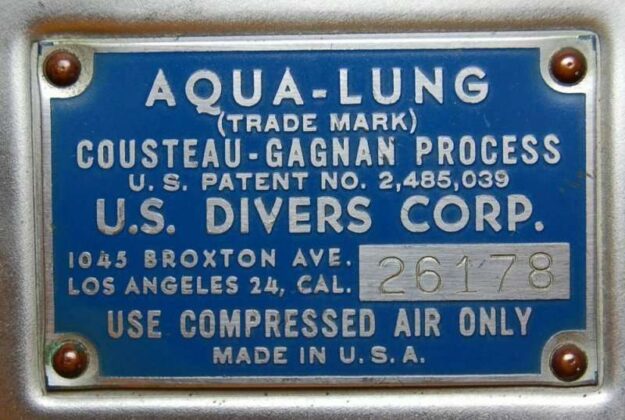 AQUA-LUNG
(TRADE MARK)
COUSTEAU-GAGNAN PROCESS
U. S. PATENT NO. 2,485,039
U.S. DIVERS CORP.
1045 BROXTON AVE.
LOS ANGELES 24, CAL.
26178
USE COMPRESSED AIR ONLY
MADE IN U.S.A.